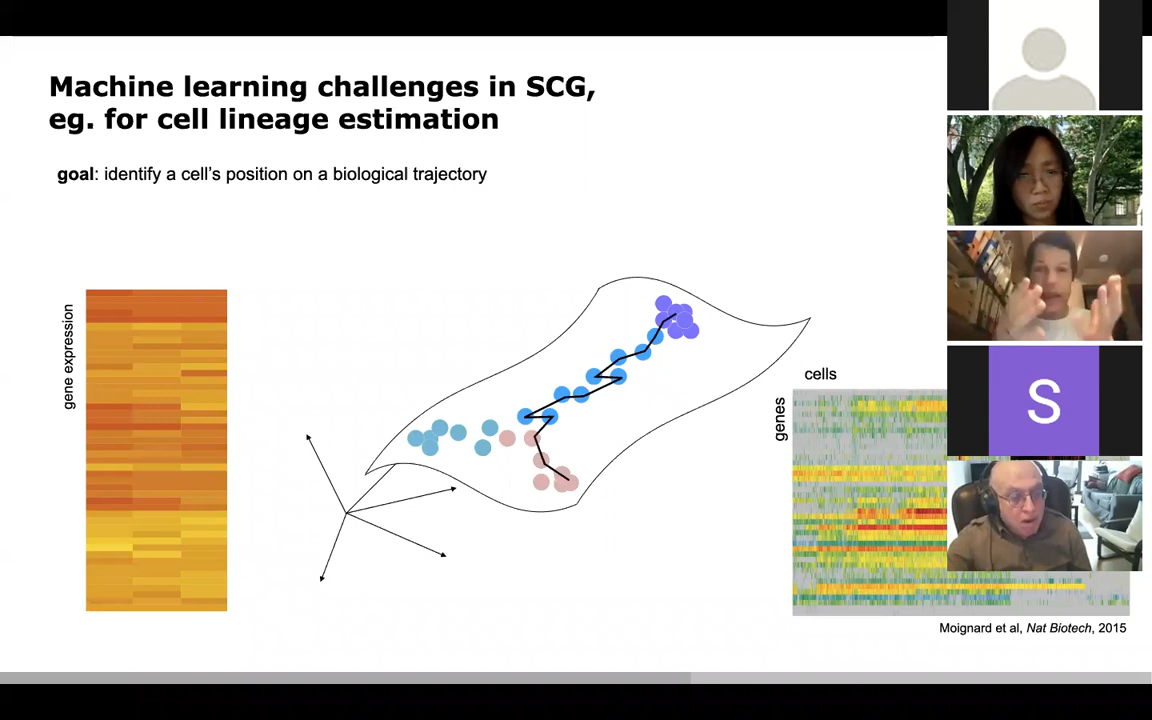 Machine learning challenges in SCG,
eg. for cell lineage estimation
goal: identify a cell's position on a biological trajectory
gene expression
cells
genes
S
Moignard et al, Nat Biotech, 2015